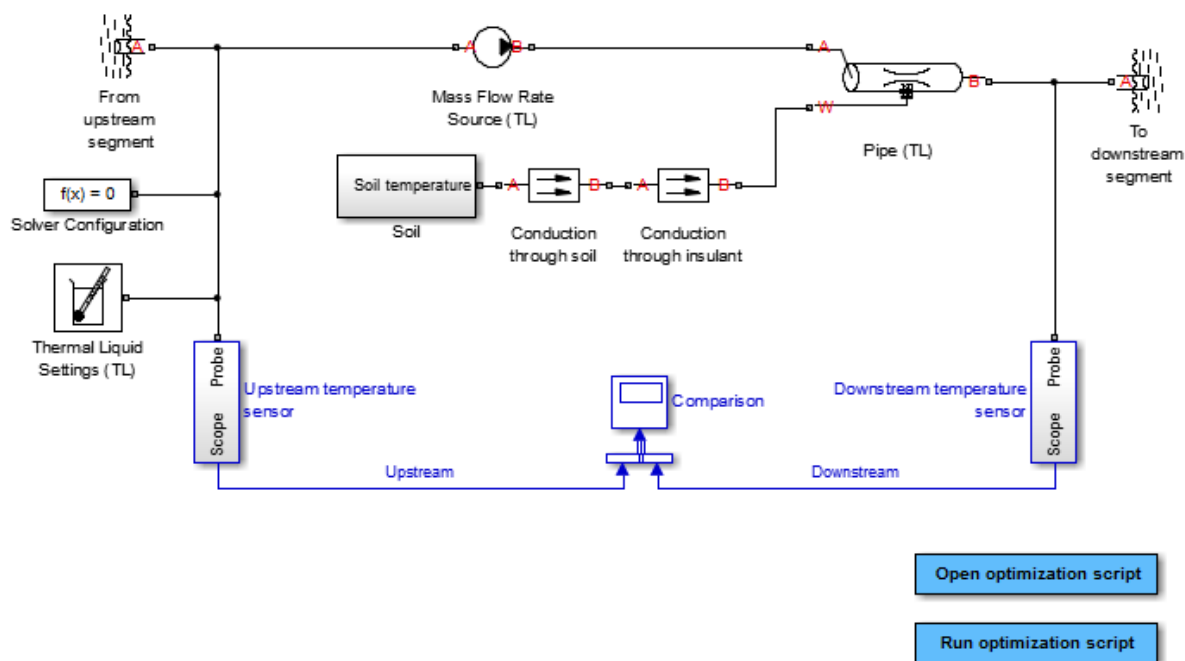 A
From
upstream
segment
A
B
Mass Flow Rate
Source (TL)
A
B
W
Pipe (TL)
A
To
downstream
segment
f(x) = 0
Solver Configuration
Soil temperature
Soil
A
B
Conduction
through soil
A
B
Conduction
through insulant
Thermal Liquid
Settings (TL)
Probe
Scope
Upstream temperature
sensor
Comparison
Downstream temperature
sensor
Probe
Scope
Upstream
Downstream
Open optimization script
Run optimization script